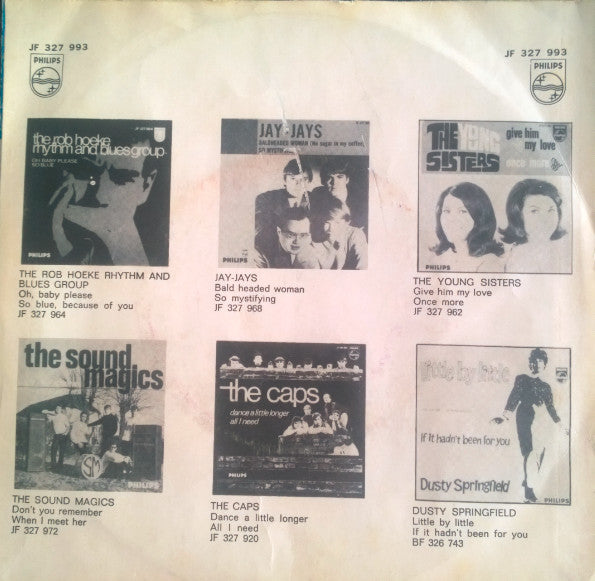 JF 327 993
JF 327 993
PHILIPS
PHILIPS
the rob hoeke
rhythm and blues group
OH BABY PLEASE
SO BLUE
PHILIPS
THE ROB HOEKE RHYTHM AND
BLUES GROUP
Oh, baby please
So blue, because of you
JF 327 964
JAY-JAYS
BALDHEADED WOMAN (No sugar in my coffee)
SO MYSTIFYING
PHILIPS
JAY-JAYS
Bald headed woman
So mystifying
JF 327 968
THE YOUNG
SISTERS
give him
my love
once more
PHILIPS
THE YOUNG SISTERS
Give him my love
Once more
JF 327 962
the sound
magics
SM
PHILIPS
THE SOUND MAGICS
Don't you remember
When I meet her
JF 327 972
the caps
dance a little longer
all I need
PHILIPS
THE CAPS
Dance a little longer
All I need
JF 327 920
Little by little
If it hadn't been for you
Dusty Springfield
PHILIPS
DUSTY SPRINGFIELD
Little by little
If it hadn't been for you
BF 326 743